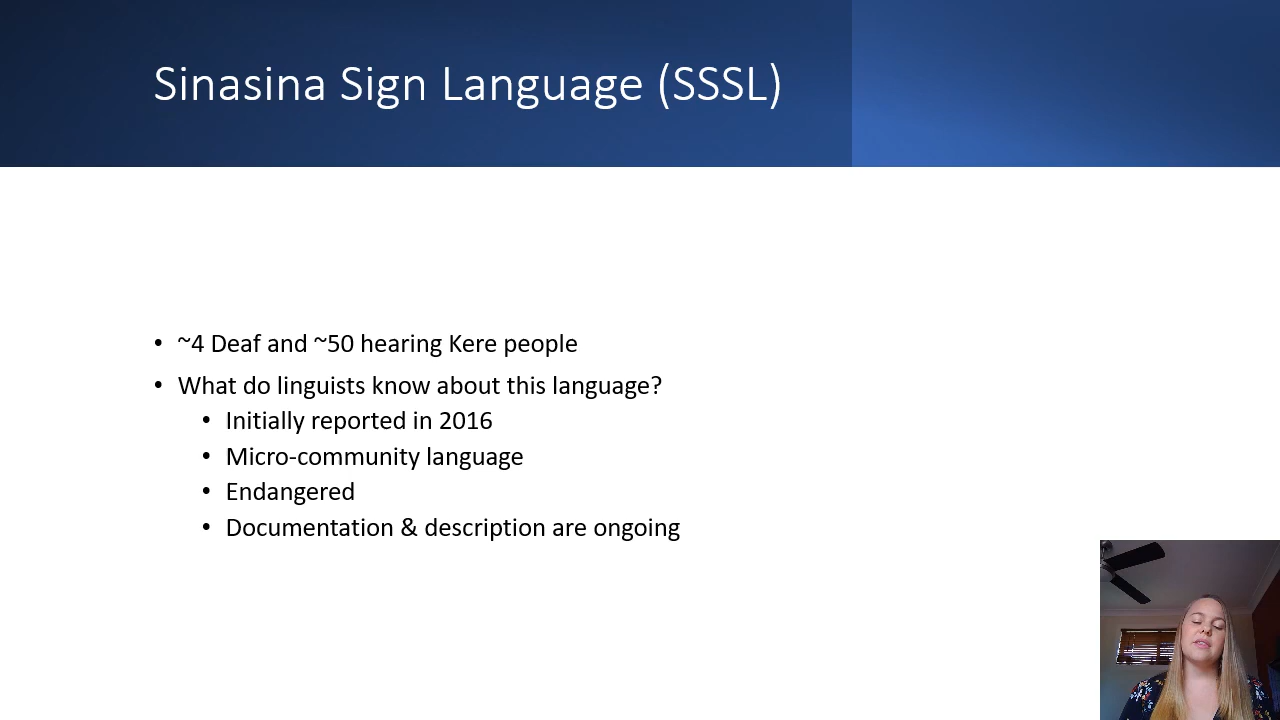 Sinasina Sign Language (SSSL)
• ~4 Deaf and ~50 hearing Kere people
• What do linguists know about this language?
• Initially reported in 2016
• Micro-community language
• Endangered
• Documentation & description are ongoing